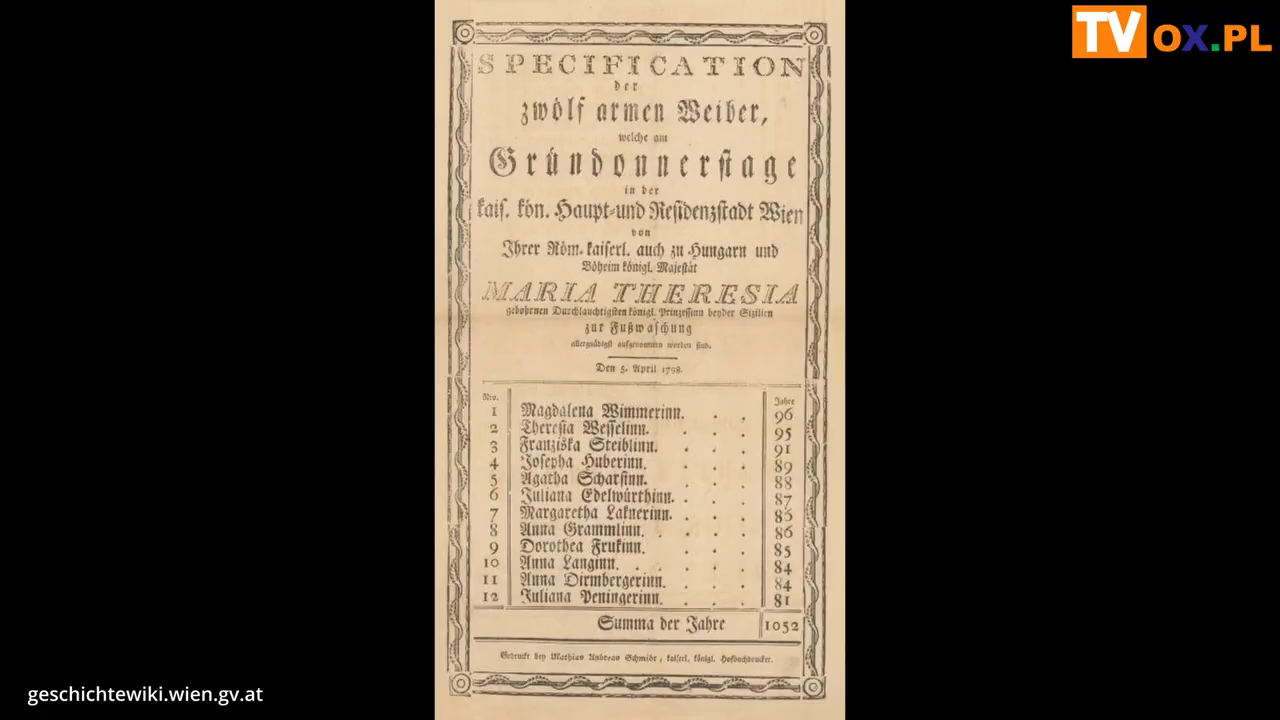 TVOX.PL
SPECIFICATION
der
zwölf armen Weiber,
welche am
Gründonnerstage
in der
kais. kön. Haupt-und Residenzstadt Wien
von
Ihrer Röm. kaiserl. auch zu Hungarn und
Böheim königl. Majestät
MARIA THERESIA
gebohrnen Durchlauchtigsten königl. Prinzessinn beyder Sizilien
zur Fußwaschung
allergnädigst aufgenommen worden sind.
Den 5. April 1798.
Nro. Jahre
1 Magdalena Wimmerinn. . . 96
2 Theresia Wesselinn. . . . 95
3 Franziska Steiblinn. . . . 91
4 Josepha Huberinn. . . . 89
5 Agatha Scharfinn. . . . 88
6 Juliana Edelwürthinn. . . . 87
7 Margaretha Laknerinn. . . . 86
8 Anna Grammlinn. . . . . 86
9 Dorothea Frukinn. . . . 85
10 Anna Langinn. . . . . . 84
11 Anna Dirmbergerinn. . . . 84
12 Juliana Peningerinn. . . . 81
Summa der Jahre 1052
Gedruckt bey Mathias Andreas Schmidt, kaiserl. königl. Hofbuchdrucker.
geschichtewiki.wien.gv.at